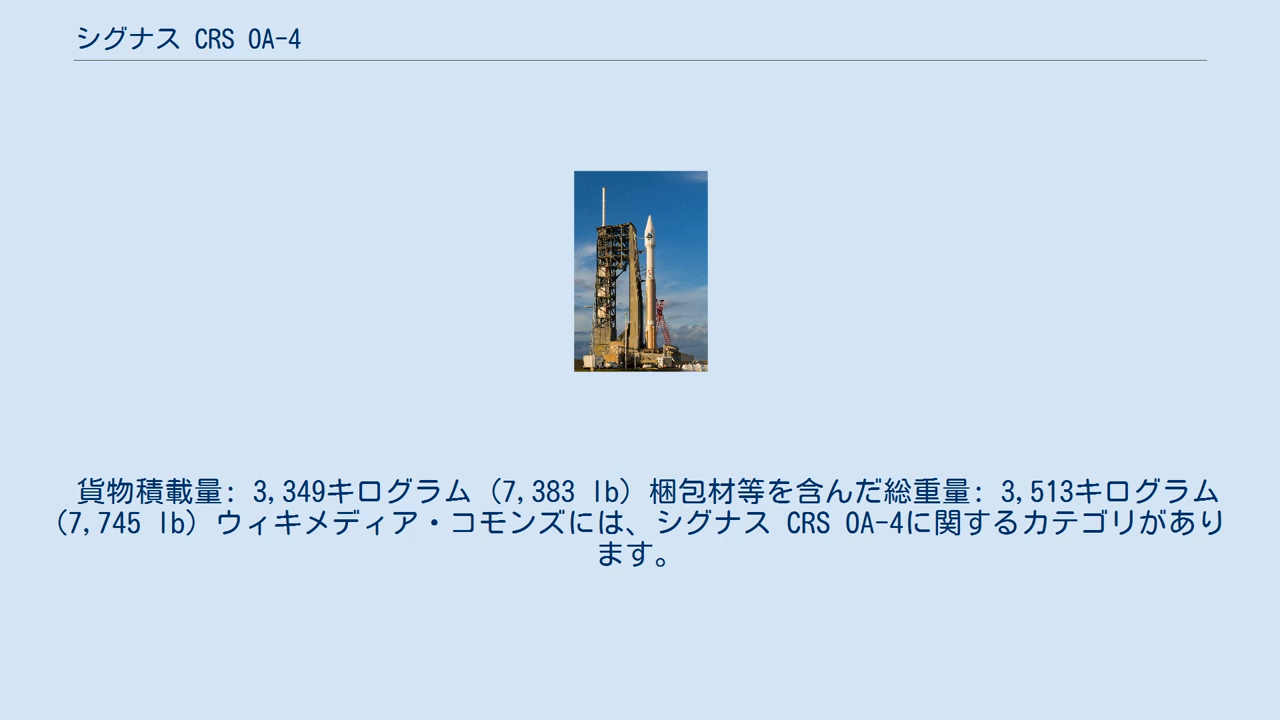 シグナス CRS OA-4
貨物積載量: 3,349キログラム (7,383 lb) 梱包材等を含んだ総重量: 3,513キログラム
(7,745 lb) ウィキメディア・コモンズには、シグナス CRS OA-4に関するカテゴリがあり
ます。